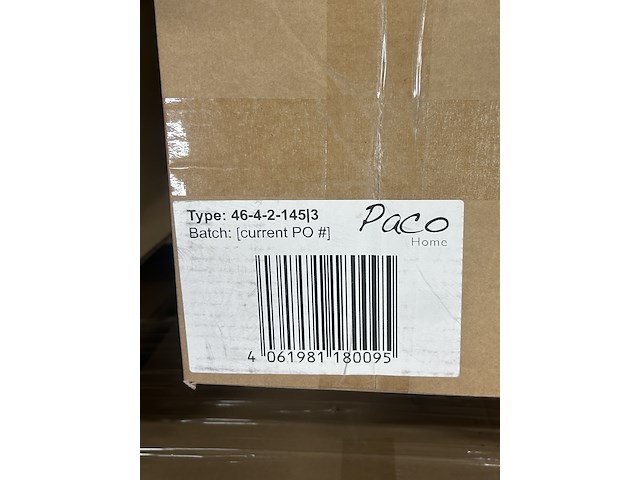 Type: 46-4-2-145|3
Batch: [current PO #]
Paco
Home
4 061981 180095